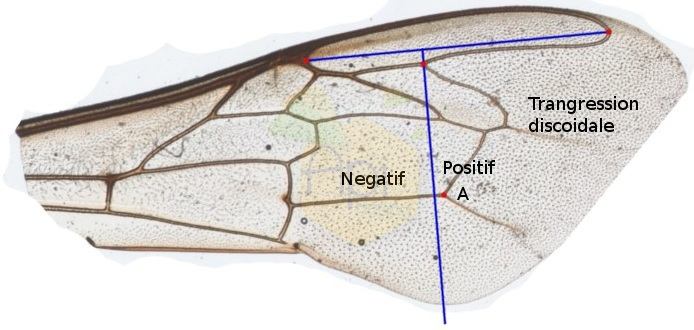 Trangression
discoidale
Positif
Negatif
A